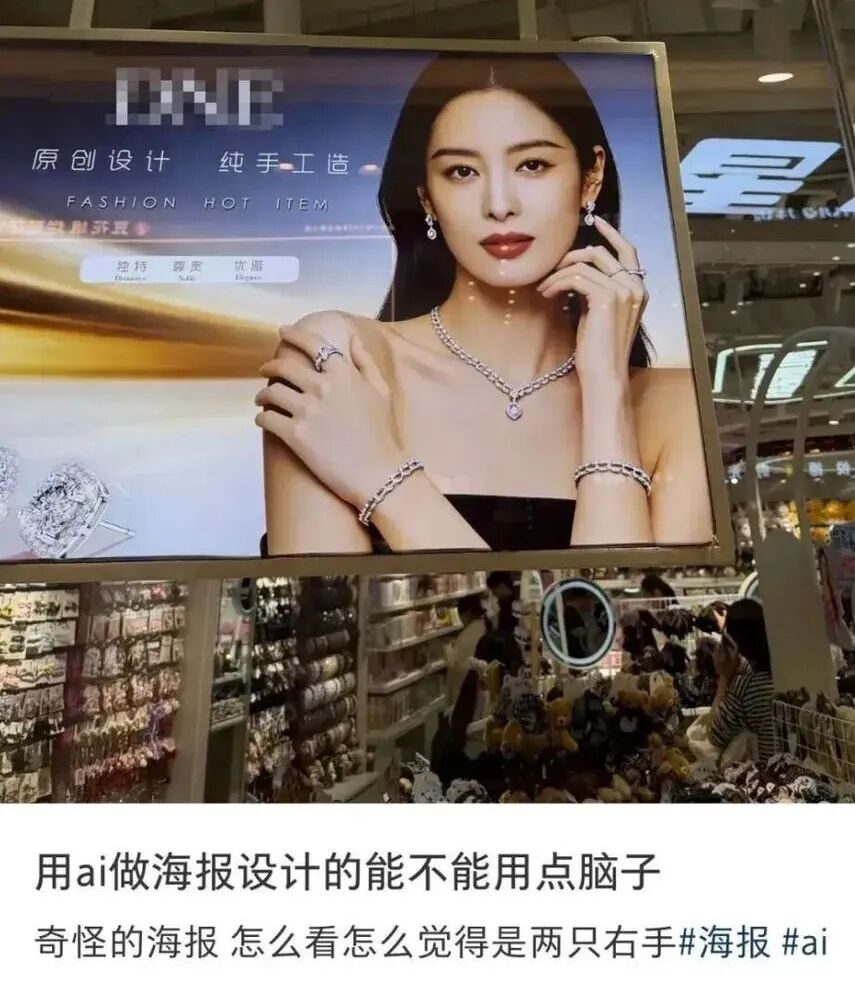 DNE
原创设计 纯手工造
FASHION HOT ITEM
独特 尊贵 优雅
用ai做海报设计的能不能用点脑子
奇怪的海报 怎么看怎么觉得是两只右手#海报 #ai